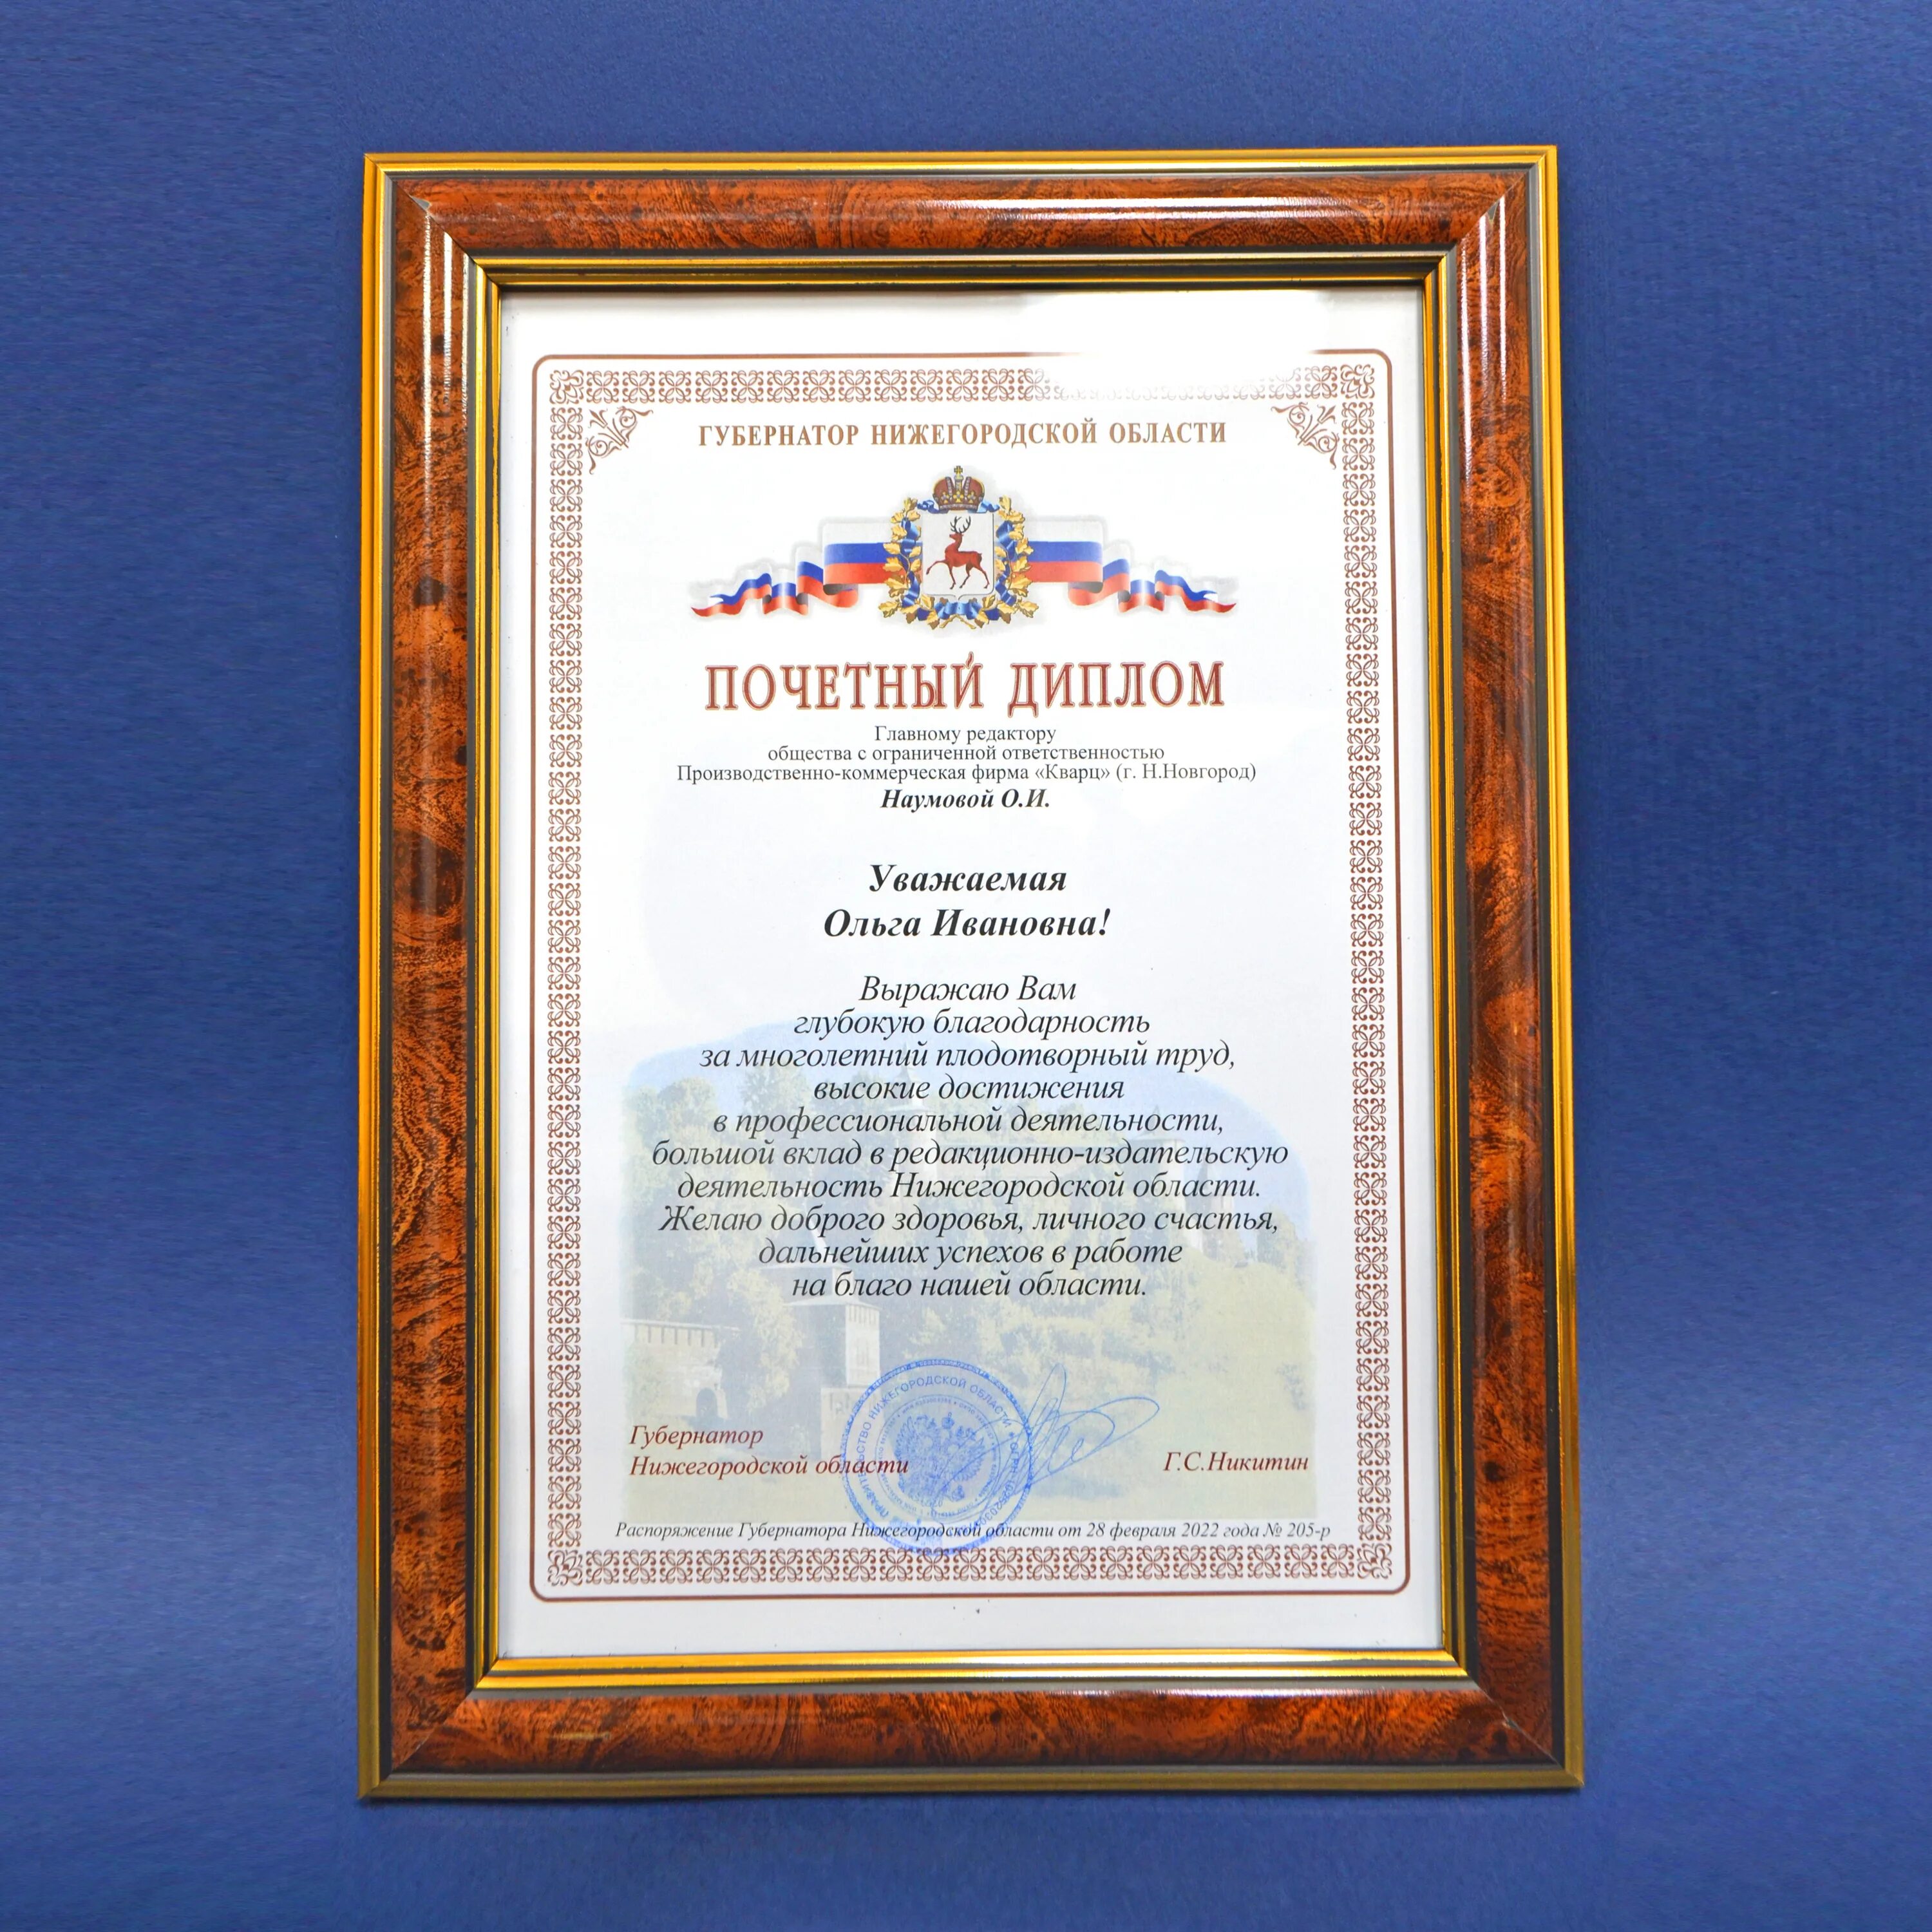 ГУБЕРНАТОР НИЖЕГОРОДСКОЙ ОБЛАСТИ
ПОЧЕТНЫЙ ДИПЛОМ
Главному редактору
общества с ограниченной ответственностью
Производственно-коммерческая фирма «Кварц» (г. Н.Новгород)
Наумовой О.И.
Уважаемая
Ольга Ивановна!
Выражаю Вам
глубокую благодарность
за многолетний плодотворный труд,
высокие достижения
в профессиональной деятельности,
большой вклад в редакционно-издательскую
деятельность Нижегородской области.
Желаю доброго здоровья, личного счастья,
дальнейших успехов в работе
на благо нашей области.
Губернатор
Нижегородской области
Г.С.Никитин
ПРАВИТЕЛЬСТВО НИЖЕГОРОДСКОЙ ОБЛАСТИ
Распоряжение Губернатора Нижегородской области от 28 февраля 2022 года № 205-р